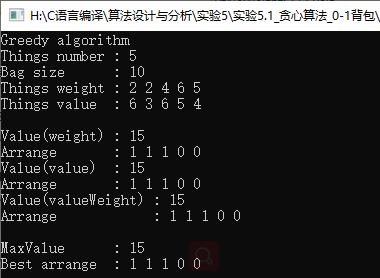 H:\C语言编译\算法设计与分析\实验5\实验5.1_贪心算法_0-1背包\
Greedy algorithm
Things number : 5
Bag size      : 10
Things weight : 2 2 4 6 5
Things value  : 6 3 6 5 4
Value(weight) : 15
Arrange       : 1 1 1 0 0
Value(value)  : 15
Arrange       : 1 1 1 0 0
Value(valueWeight) : 15
Arrange            : 1 1 1 0 0
MaxValue      : 15
Best arrange  : 1 1 1 0 0